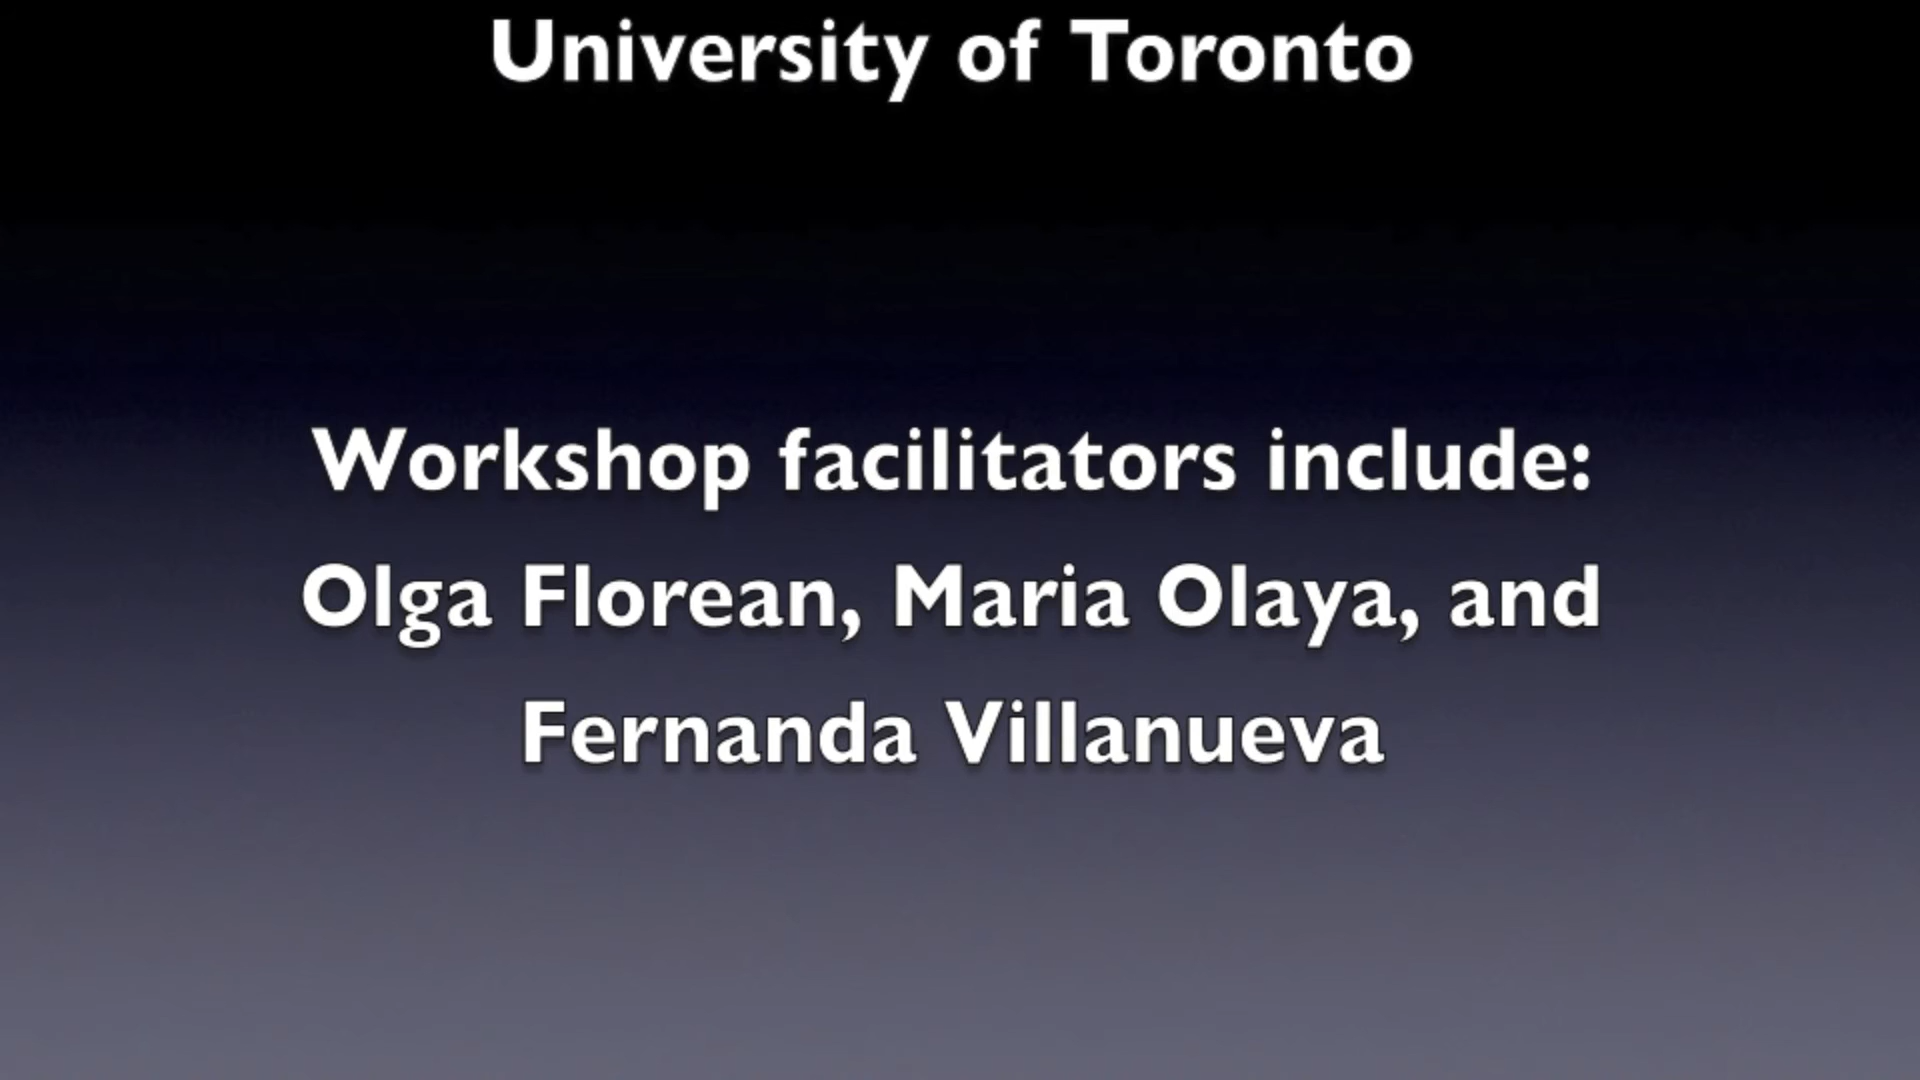 University of Toronto
Workshop facilitators include:
Olga Florean, Maria Olaya, and
Fernanda Villanueva